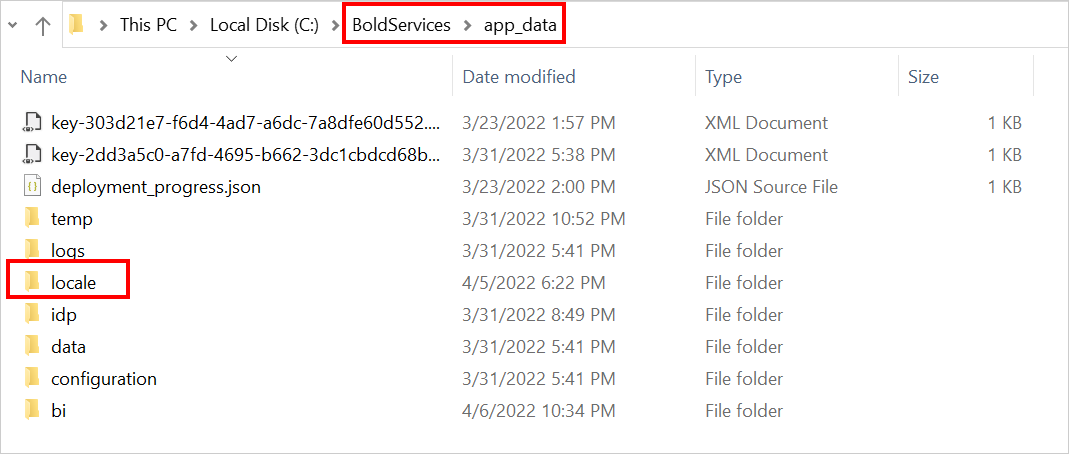 This PC > Local Disk (C:) > BoldServices > app_data
Name Date modified Type Size
key-303d21e7-f6d4-4ad7-a6dc-7a8dfe60d552.... 3/23/2022 1:57 PM XML Document 1 KB
key-2dd3a5c0-a7fd-4695-b662-3dc1cbdcd68b... 3/31/2022 5:38 PM XML Document 1 KB
deployment_progress.json 3/23/2022 2:00 PM JSON Source File 1 KB
temp 3/31/2022 10:52 PM File folder
logs 3/31/2022 5:41 PM File folder
locale 4/5/2022 6:22 PM File folder
idp 3/31/2022 8:49 PM File folder
data 3/31/2022 5:41 PM File folder
configuration 3/31/2022 5:41 PM File folder
bi 4/6/2022 10:34 PM File folder